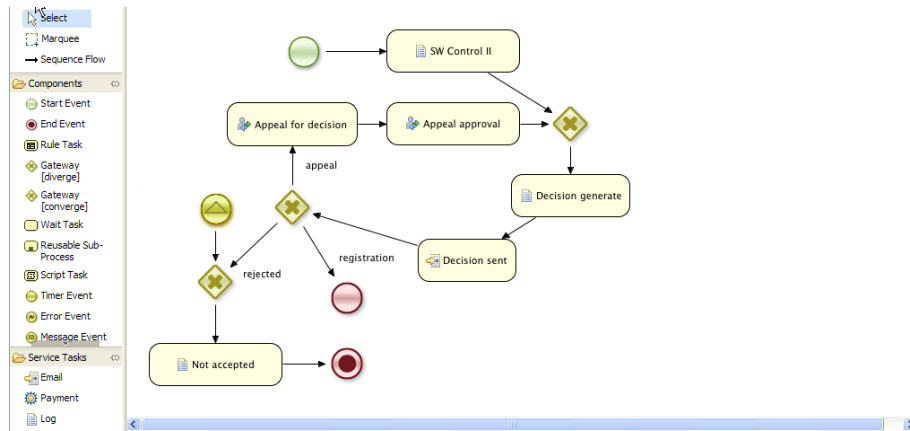 Select
Marquee
Sequence Flow
Components
Start Event
End Event
Rule Task
Gateway
[diverge]
Gateway
[converge]
Wait Task
Reusable Sub-
Process
Script Task
Timer Event
Error Event
Message Event
Service Tasks
Email
Payment
Log
SW Control II
Appeal for decision
Appeal approval
appeal
Decision generate
registration
Decision sent
rejected
Not accepted